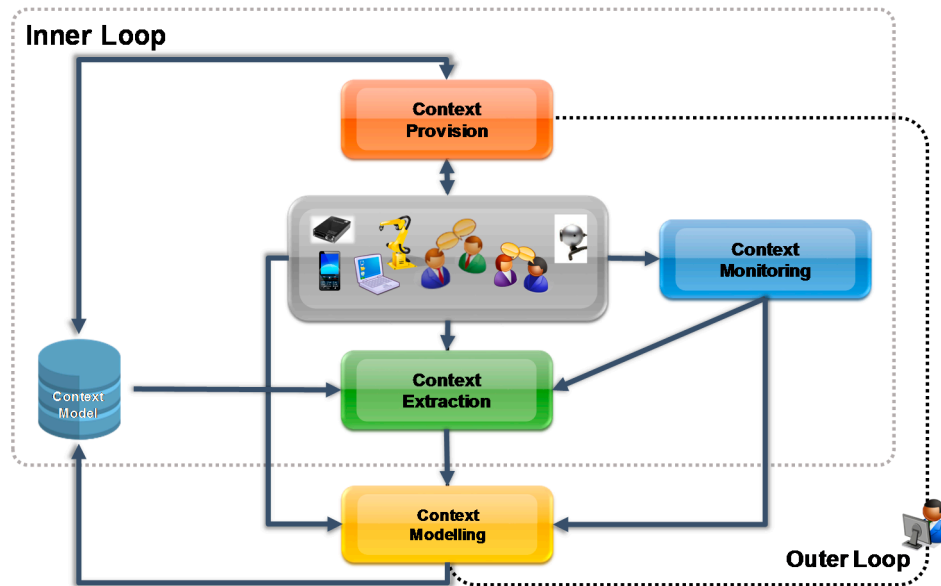 Inner Loop
Context
Provision
Context
Monitoring
Context
Model
Context
Extraction
Context
Modelling
Outer Loop